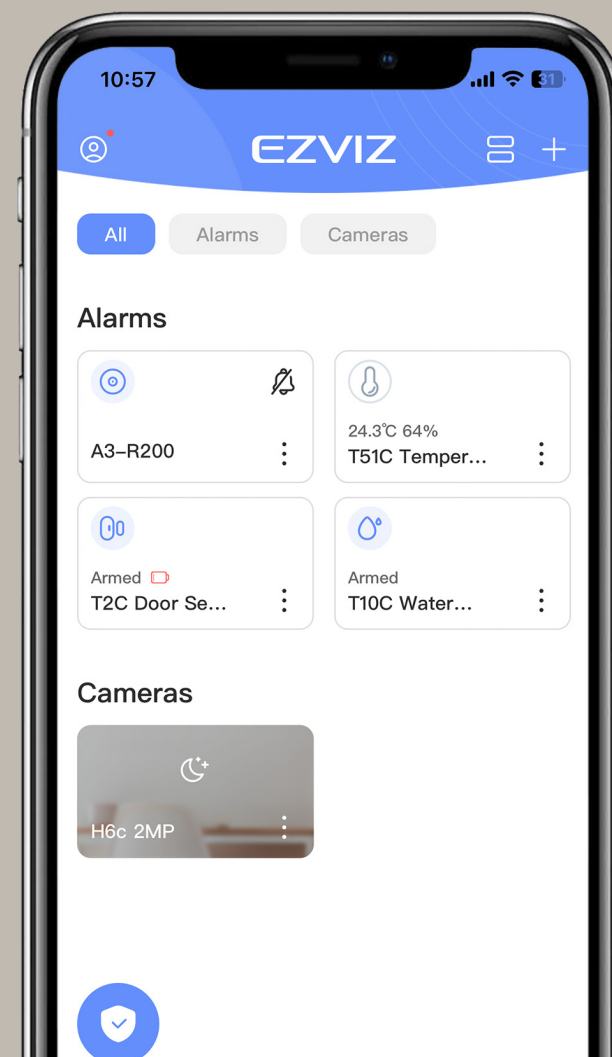 10:57
31
EZVIZ
All
Alarms
Cameras
Alarms
A3-R200
24.3℃ 64%
T51C Temper...
Armed
T2C Door Se...
Armed
T10C Water...
Cameras
H6c 2MP